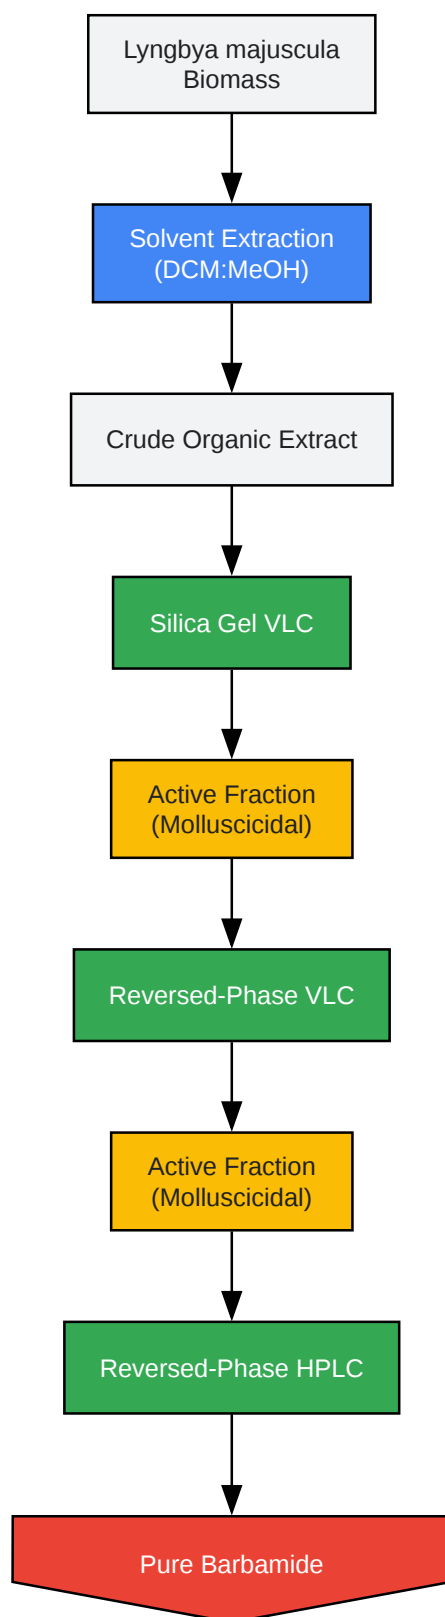 Lyngbya majuscula
Biomass
Solvent Extraction
(DCM:MeOH)
Crude Organic Extract
Silica Gel VLC
Active Fraction
(Molluscicidal)
Reversed-Phase VLC
Active Fraction
(Molluscicidal)
Reversed-Phase HPLC
Pure Barbamide